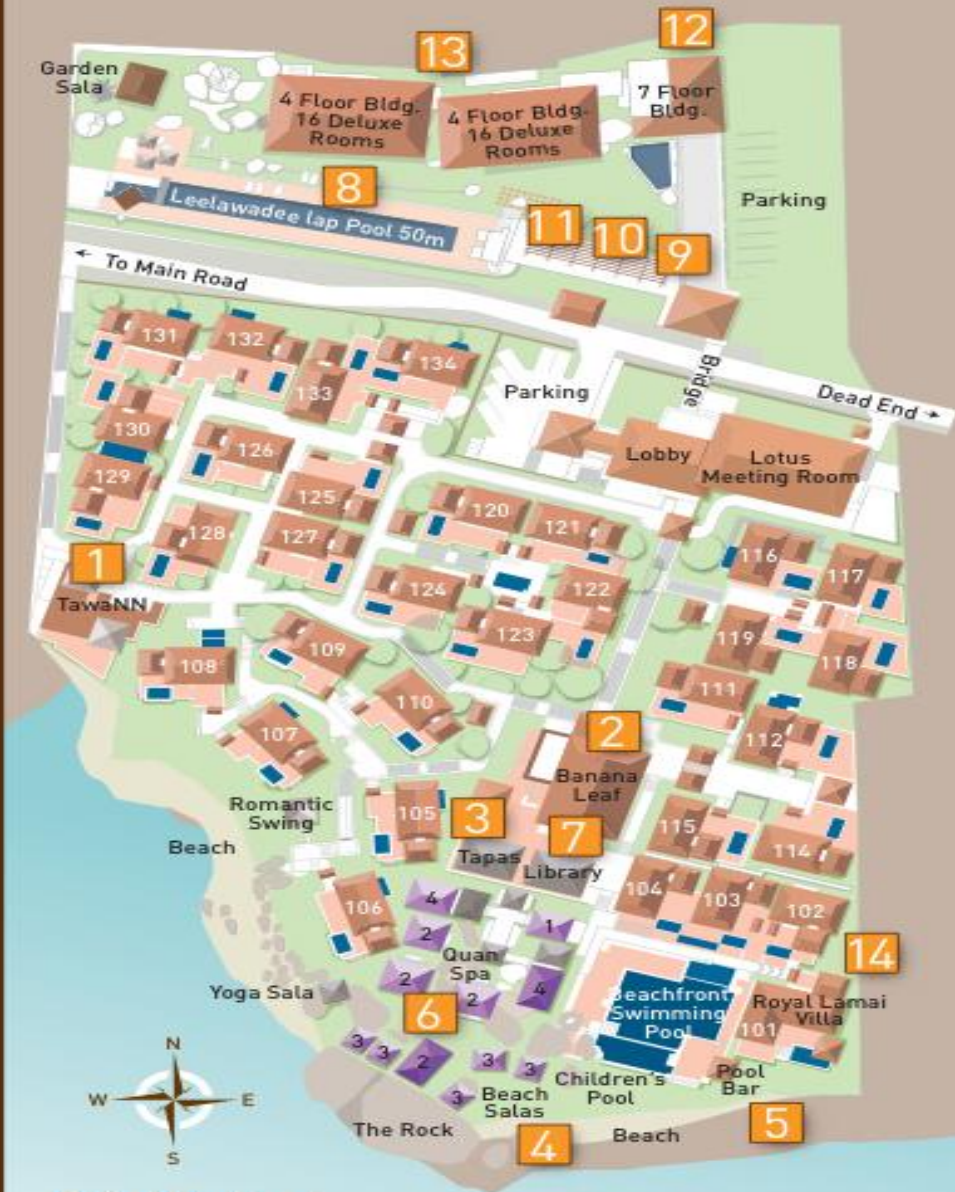 12
13
Garden
Sala
4 Floor Bldg.
16 Deluxe
Rooms
4 Floor Bldg.
16 Deluxe
Rooms
7 Floor
Bldg.
8
Parking
Leelawadee lap Pool 50m
11
10
9
← To Main Road
131
132
133
134
Parking
Bridge
Dead End →
130
126
Lobby
Lotus
Meeting Room
129
125
128
127
120
121
116
117
1
TawaNN
124
122
123
119
118
108
109
111
110
107
2
112
Banana
Leaf
Romantic
Swing
105
3
7
115
114
Beach
Tapas
Library
104
103
102
106
4
1
2
Quan
Spa
14
Yoga Sala
2
2
4
Beachfront
Swimming
Pool
Royal Lamai
Villa
101
6
3
3
2
3
3
3
Children's
Pool
Pool
Bar
Beach
Salas
N
W
E
S
The Rock
4
Beach
5